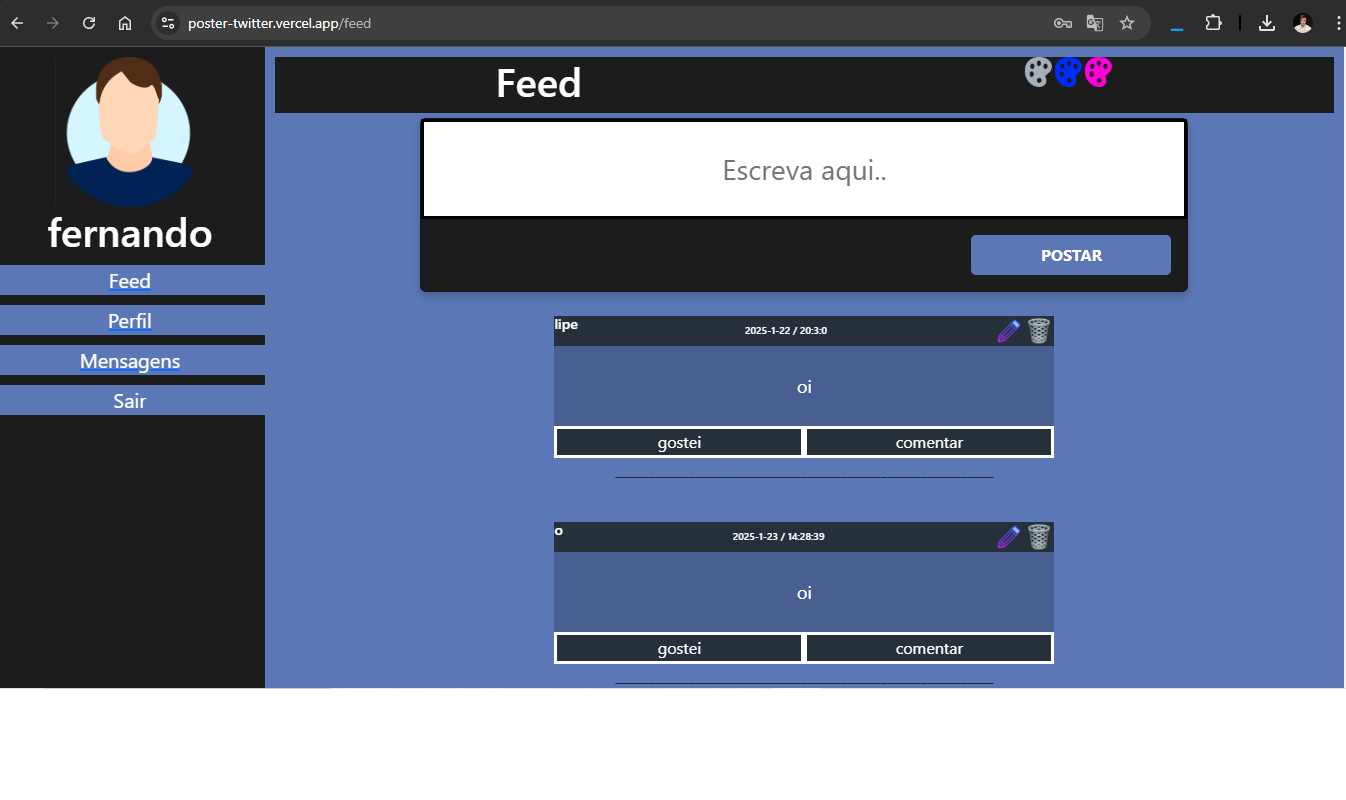 poster-twitter.vercel.app/feed
fernando
Feed
Perfil
Mensagens
Sair
Feed
Escreva aqui..
POSTAR
lipe 2025-1-22 / 20:3:0
oi
gostei comentar
o 2025-1-23 / 14:28:39
oi
gostei comentar